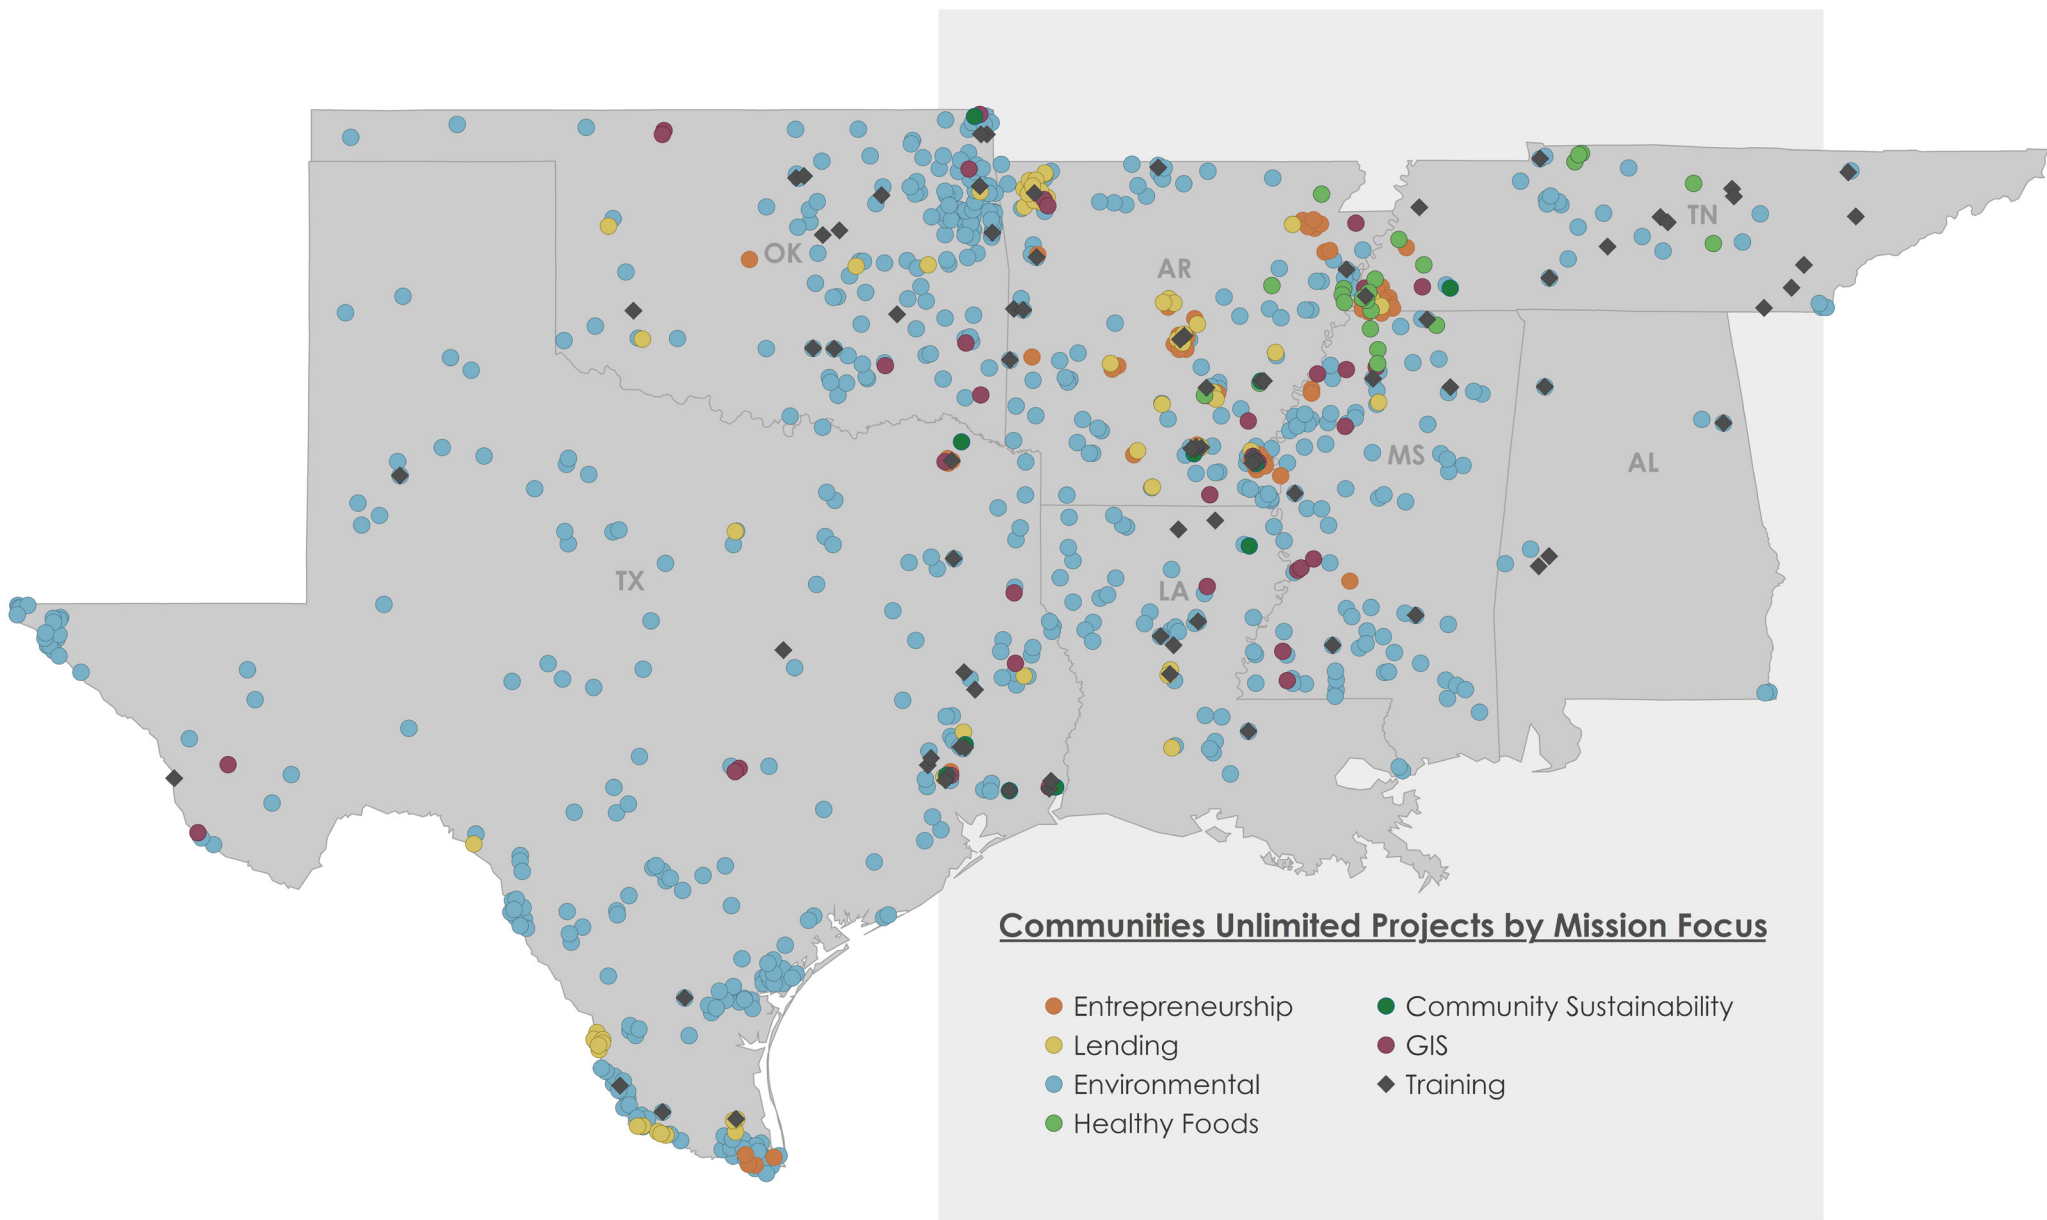 OK
AR
TN
TX
LA
MS
AL
Communities Unlimited Projects by Mission Focus
Entrepreneurship
Lending
Environmental
Healthy Foods
Community Sustainability
GIS
Training